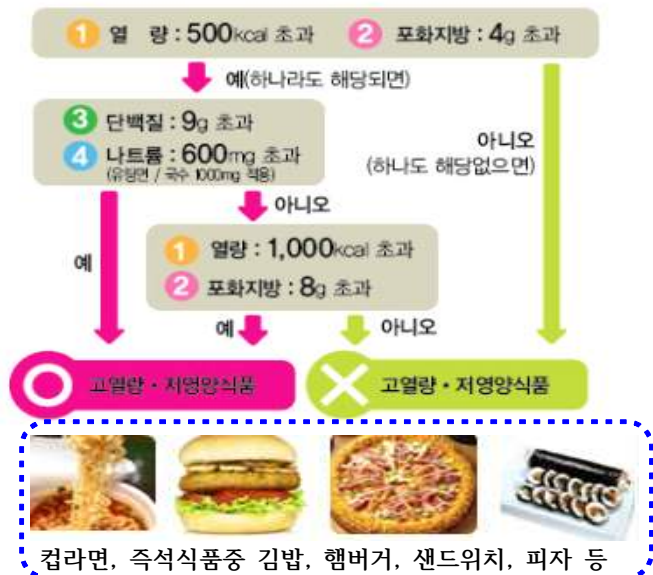 1 열 량 : 500kcal 초과 2 포화지방 : 4g 초과
예(하나라도 해당되면)
3 단백질 : 9g 초과
4 나트륨 : 600mg 초과
(유탕면 / 국수 1000mg 적용)
아니오
(하나도 해당없으면)
아니오
1 열량 : 1,000kcal 초과
2 포화지방 : 8g 초과
예
예 아니오
고열량·저영양식품 고열량·저영양식품
컵라면, 즉석식품중 김밥, 햄버거, 샌드위치, 피자 등